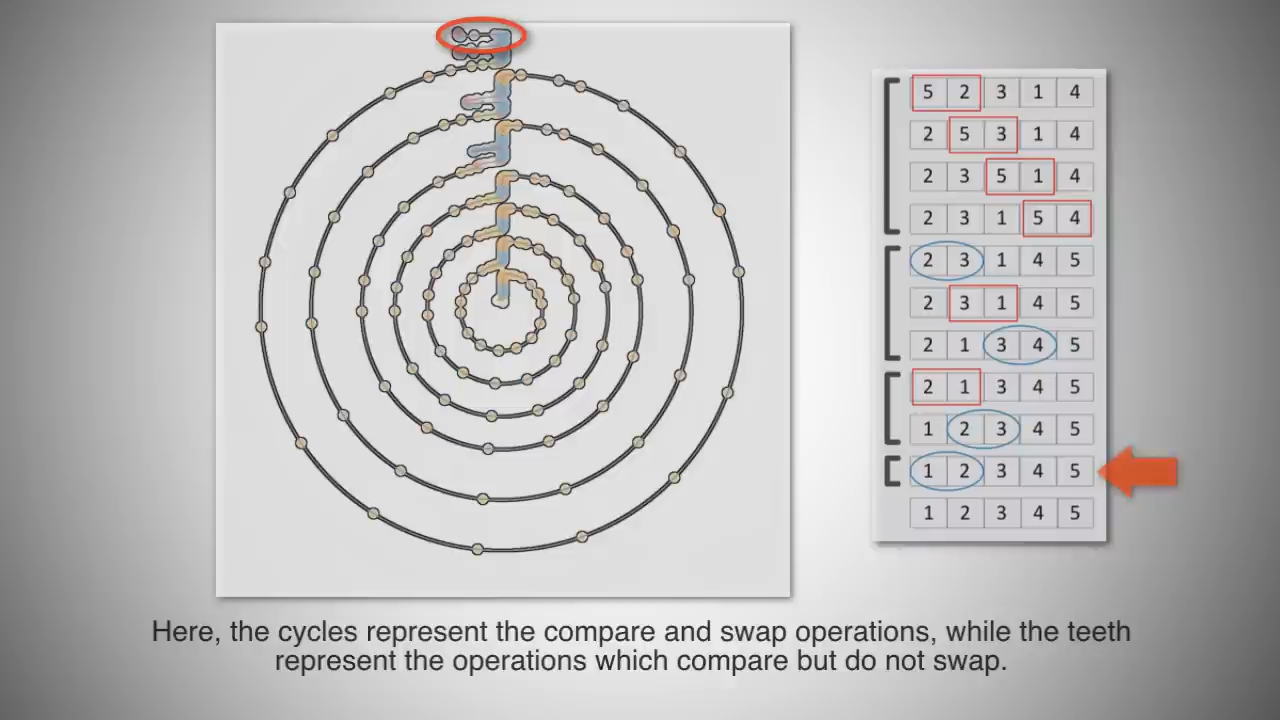 5 2 3 1 4
2 5 3 1 4
2 3 5 1 4
2 3 1 5 4
2 3 1 4 5
2 3 1 4 5
2 1 3 4 5
2 1 3 4 5
1 2 3 4 5
1 2 3 4 5
1 2 3 4 5
Here, the cycles represent the compare and swap operations, while the teeth
represent the operations which compare but do not swap.